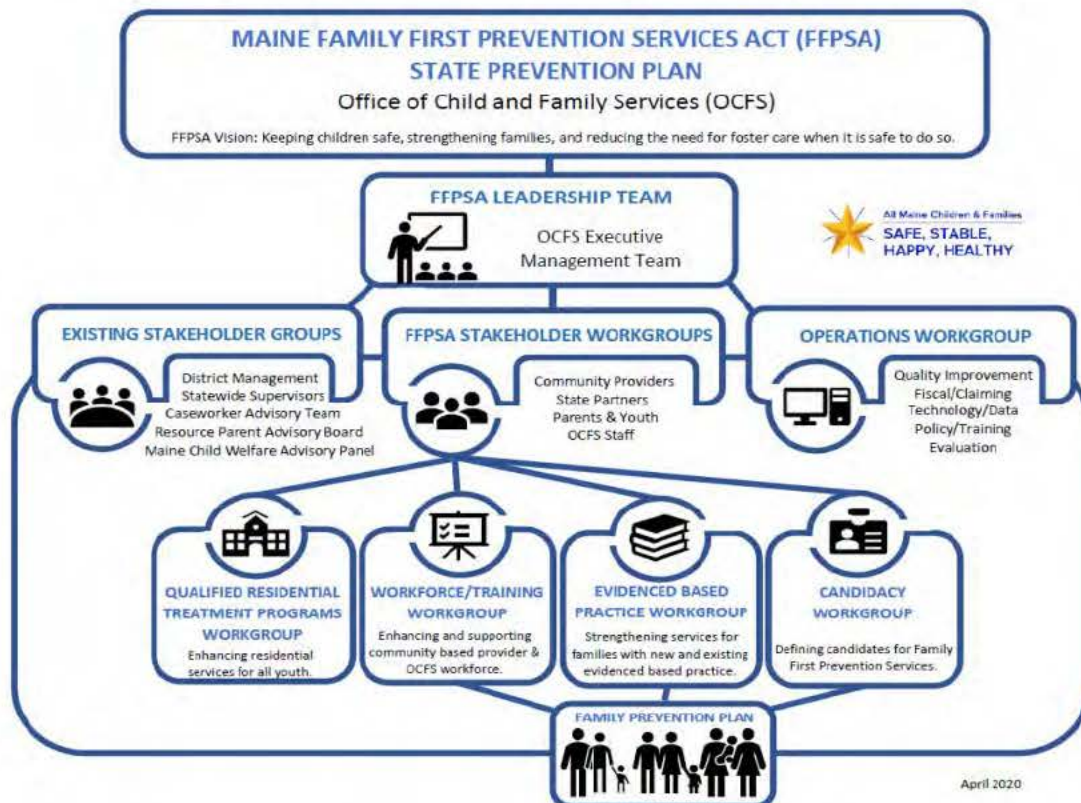 MAINE FAMILY FIRST PREVENTION SERVICES ACT (FFPSA)
STATE PREVENTION PLAN
Office of Child and Family Services (OCFS)
FFPSA Vision: Keeping children safe, strengthening families, and reducing the need for foster care when it is safe to do so.
FFPSA LEADERSHIP TEAM
OCFS Executive
Management Team
All Maine Children & Families
SAFE, STABLE,
HAPPY, HEALTHY
EXISTING STAKEHOLDER GROUPS
District Management
Statewide Supervisors
Caseworker Advisory Team
Resource Parent Advisory Board
Maine Child Welfare Advisory Panel
FFPSA STAKEHOLDER WORKGROUPS
Community Providers
State Partners
Parents & Youth
OCFS Staff
OPERATIONS WORKGROUP
Quality Improvement
Fiscal/Claiming
Technology/Data
Policy/Training
Evaluation
QUALIFIED RESIDENTIAL
TREATMENT PROGRAMS
WORKGROUP
Enhancing residential
services for all youth.
WORKFORCE/TRAINING
WORKGROUP
Enhancing and supporting
community based provider &
OCFS workforce.
EVIDENCED BASED
PRACTICE WORKGROUP
Strengthening services for
families with new and existing
evidenced based practice.
CANDIDACY
WORKGROUP
Defining candidates for Family
First Prevention Services.
FAMILY PREVENTION PLAN
April 2020